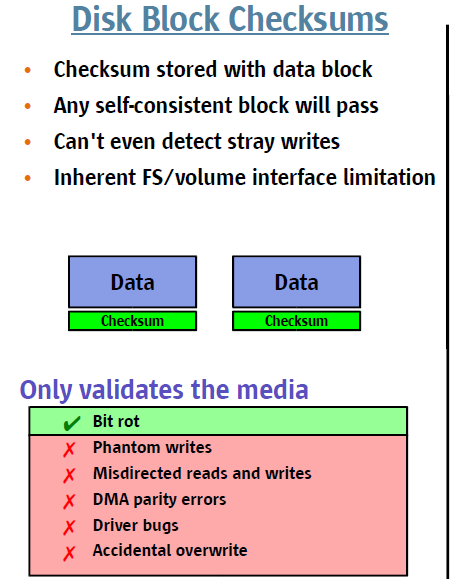 Disk Block Checksums
• Checksum stored with data block
• Any self-consistent block will pass
• Can't even detect stray writes
• Inherent FS/volume interface limitation
Data Data
Checksum Checksum
Only validates the media
✔ Bit rot
✗ Phantom writes
✗ Misdirected reads and writes
✗ DMA parity errors
✗ Driver bugs
✗ Accidental overwrite